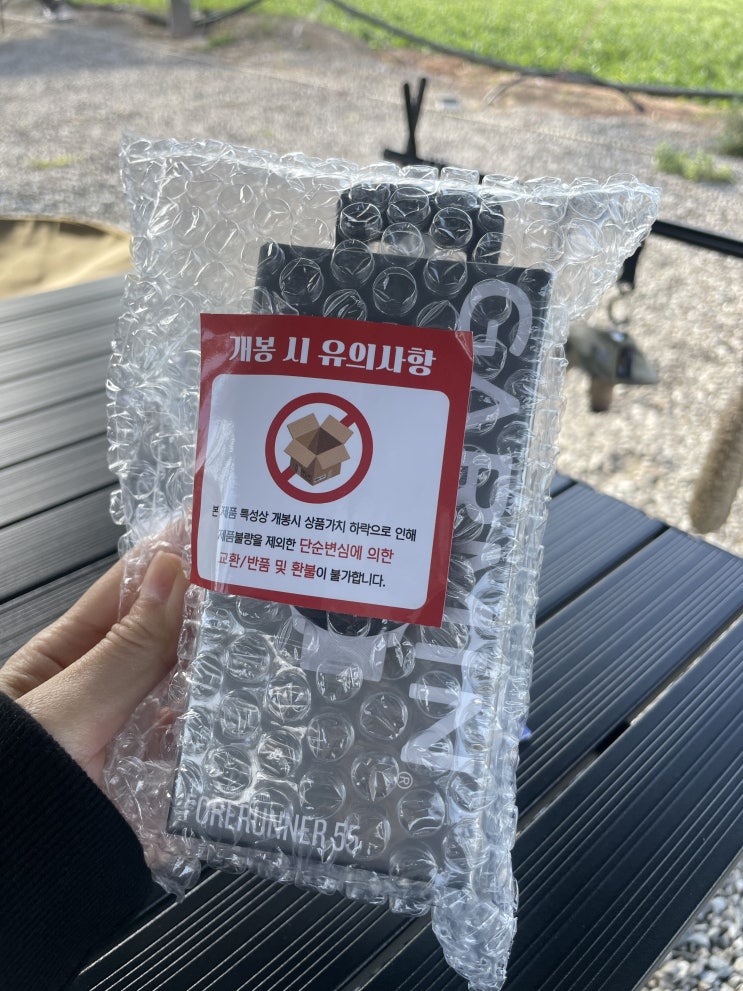 개봉 시 유의사항
본 제품 특성상 개봉시 상품가치 하락으로 인해
제품불량을 제외한 단순변심에 의한
교환/반품 및 환불이 불가합니다.
GARMIN®
FORERUNNER 55